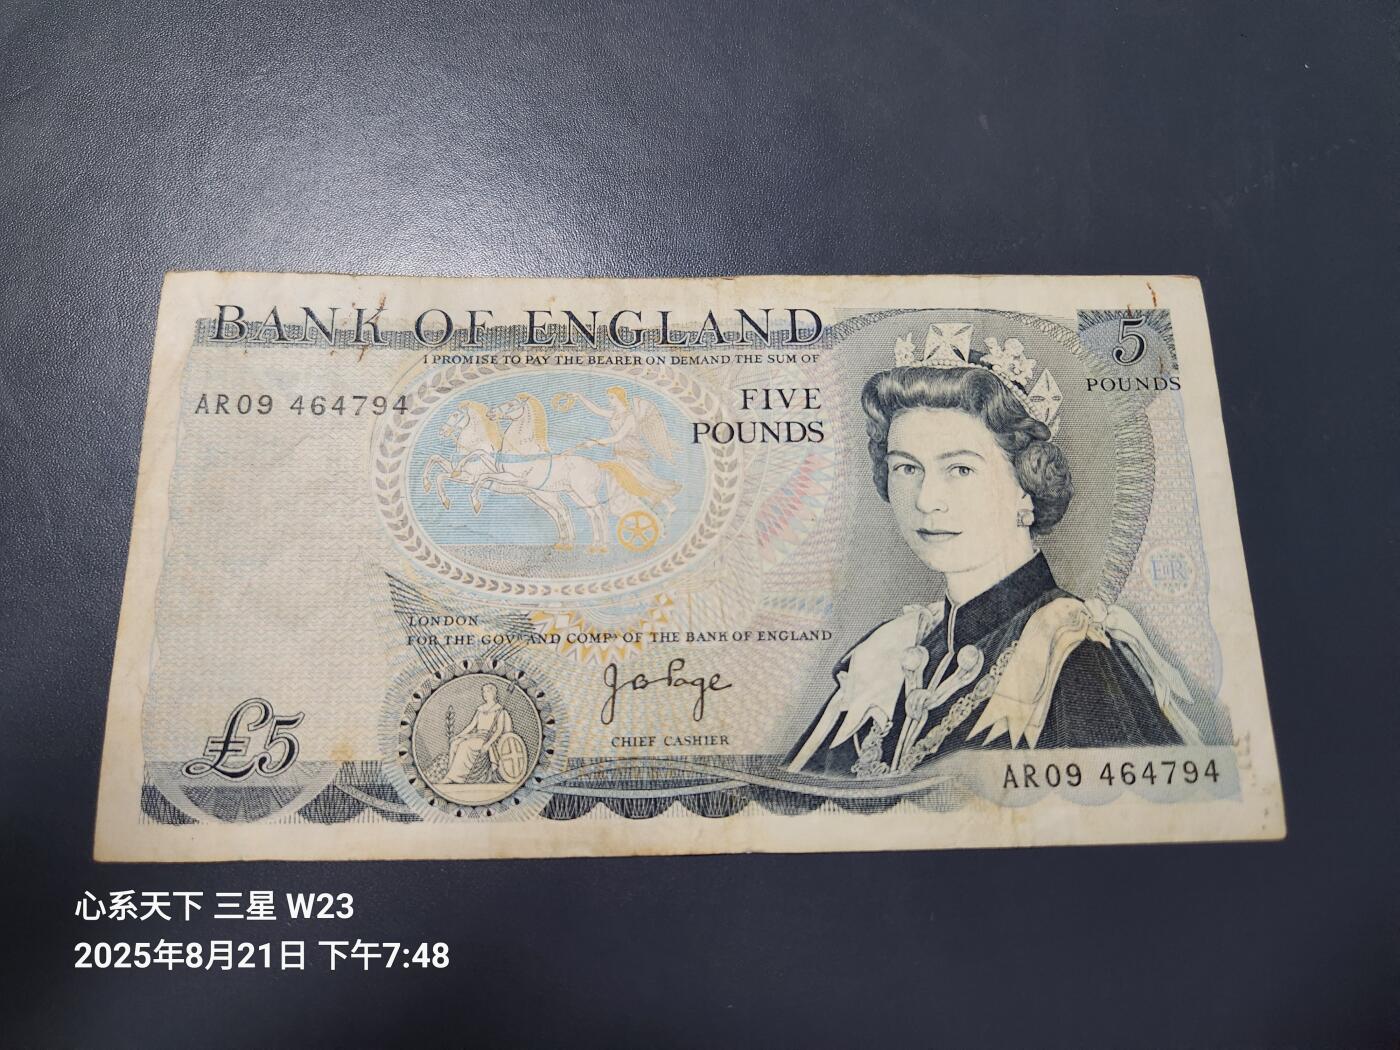 BANK OF ENGLAND
I PROMISE TO PAY THE BEARER ON DEMAND THE SUM OF
5
POUNDS
AR09 464794
FIVE
POUNDS
LONDON
FOR THE GOVR AND COMPA OF THE BANK OF ENGLAND
J B Page
CHIEF CASHIER
EIIR
£5
AR09 464794
心系天下 三星 W23
2025年8月21日 下午7:48